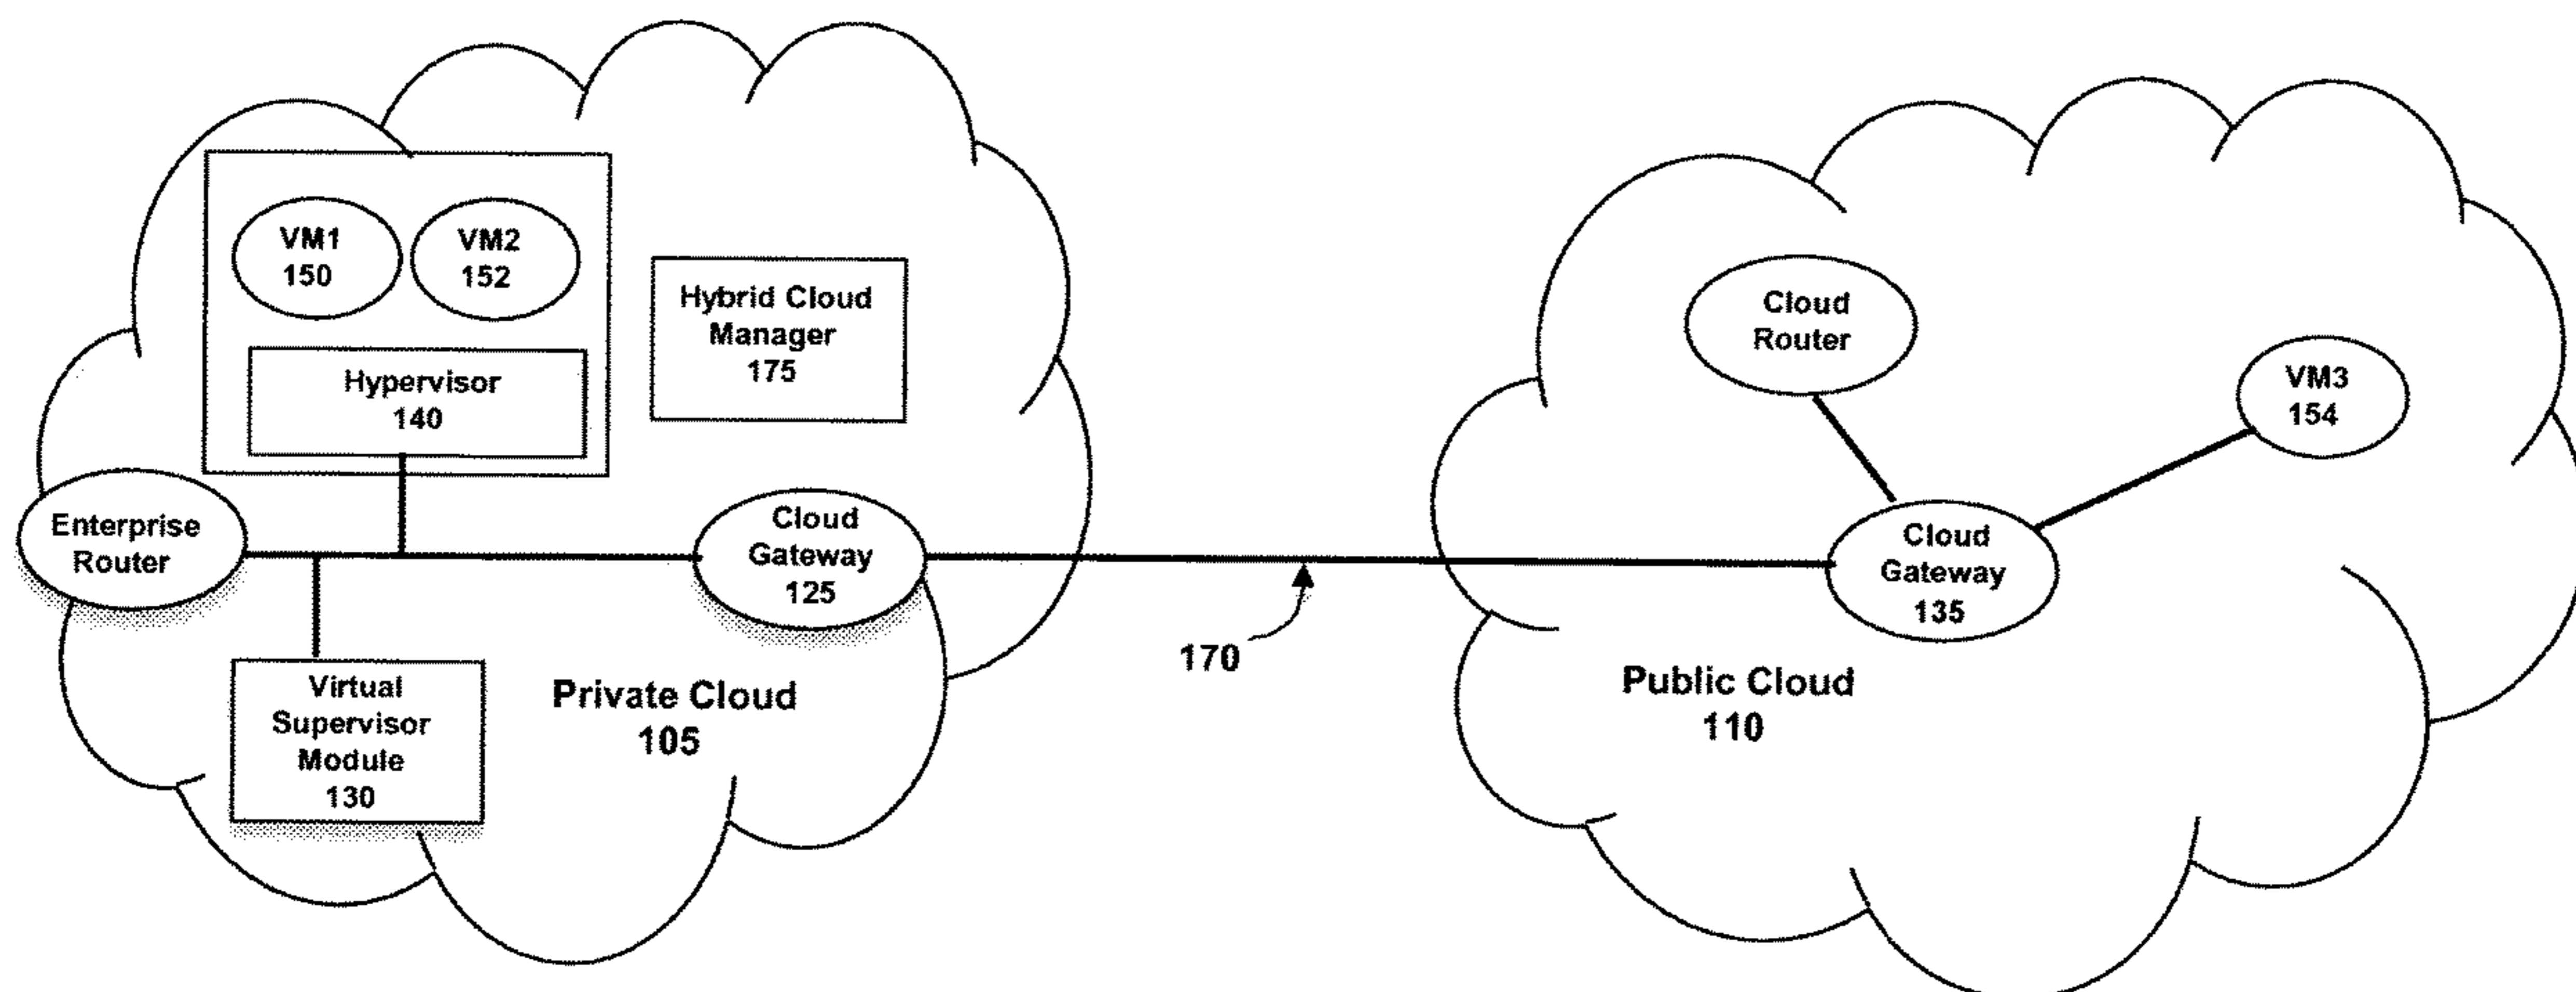 VM1
150
VM2
152
Hypervisor
140
Hybrid Cloud
Manager
175
Enterprise
Router
Cloud
Gateway
125
Virtual
Supervisor
Module
130
Private Cloud
105
170
Cloud
Router
VM3
154
Cloud
Gateway
135
Public Cloud
110